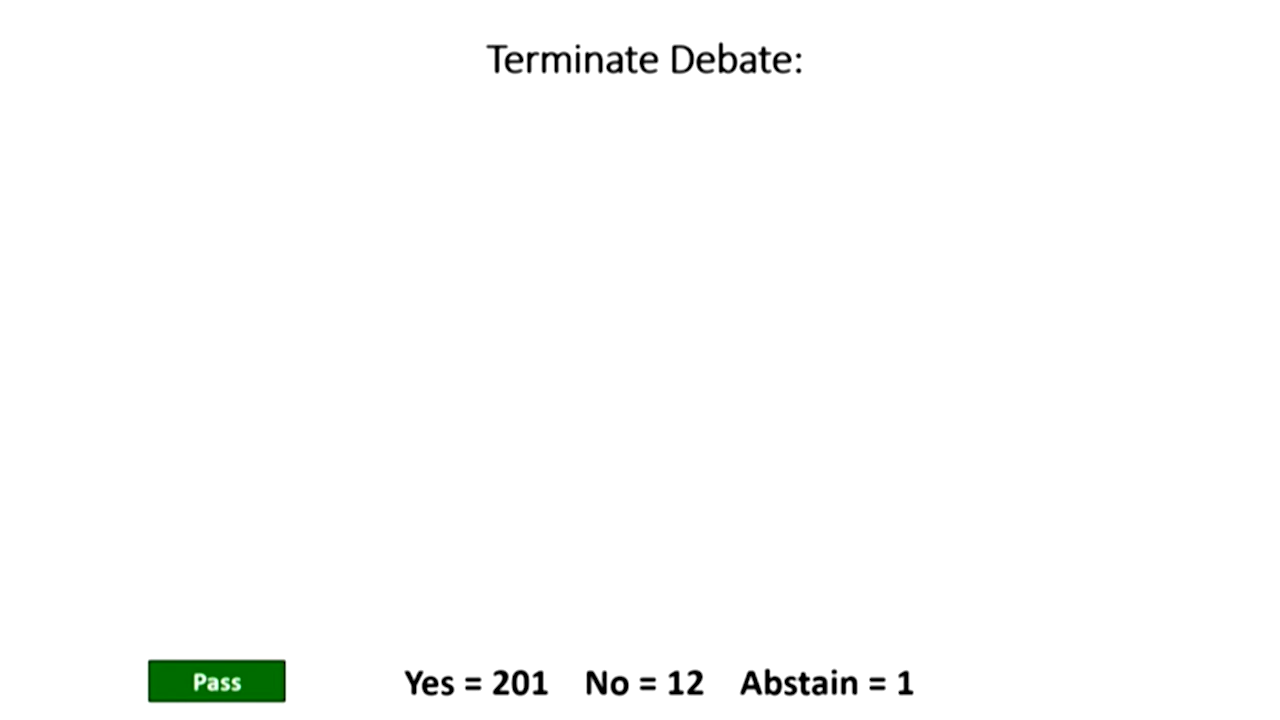 Terminate Debate:
Pass Yes = 201 No = 12 Abstain = 1